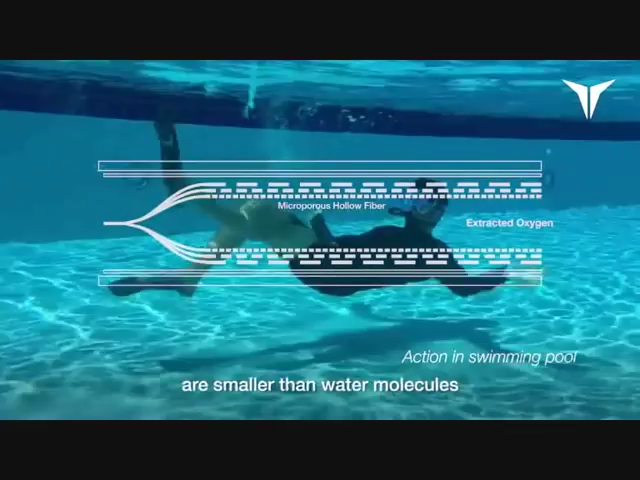 Microporous Hollow Fiber
Extracted Oxygen
Action in swimming pool
are smaller than water molecules